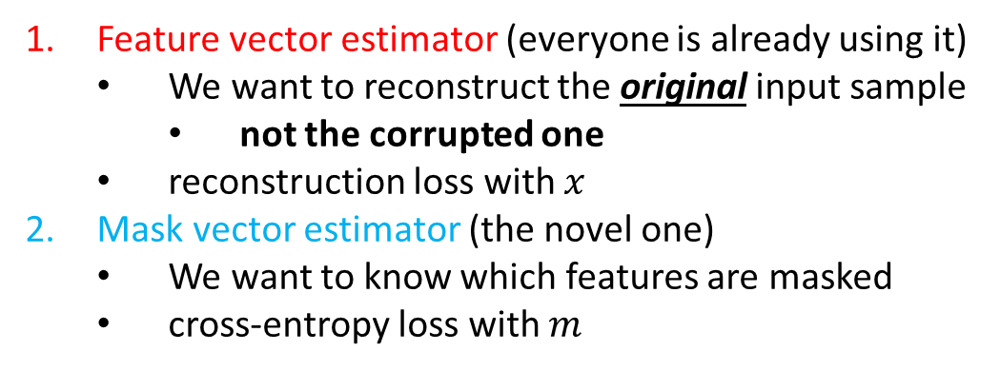 1. Feature vector estimator (everyone is already using it)
• We want to reconstruct the original input sample
• not the corrupted one
• reconstruction loss with x
2. Mask vector estimator (the novel one)
• We want to know which features are masked
• cross-entropy loss with m